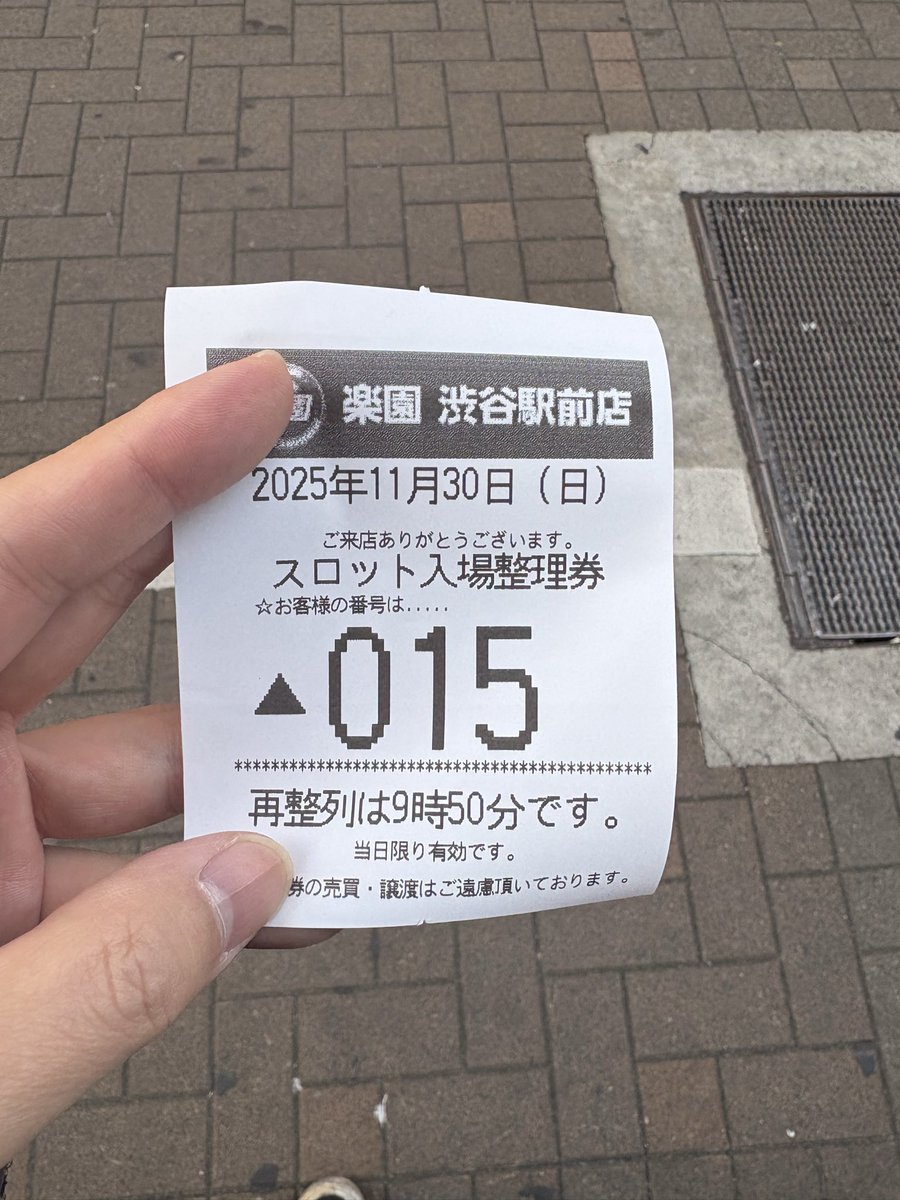 楽園 渋谷駅前店
2025年11月30日（日）
ご来店ありがとうございます。
スロット入場整理券
☆お客様の番号は.....
▲015
*********************************************
再整列は9時50分です。
当日限り有効です。
券の売買・譲渡はご遠慮頂いております。